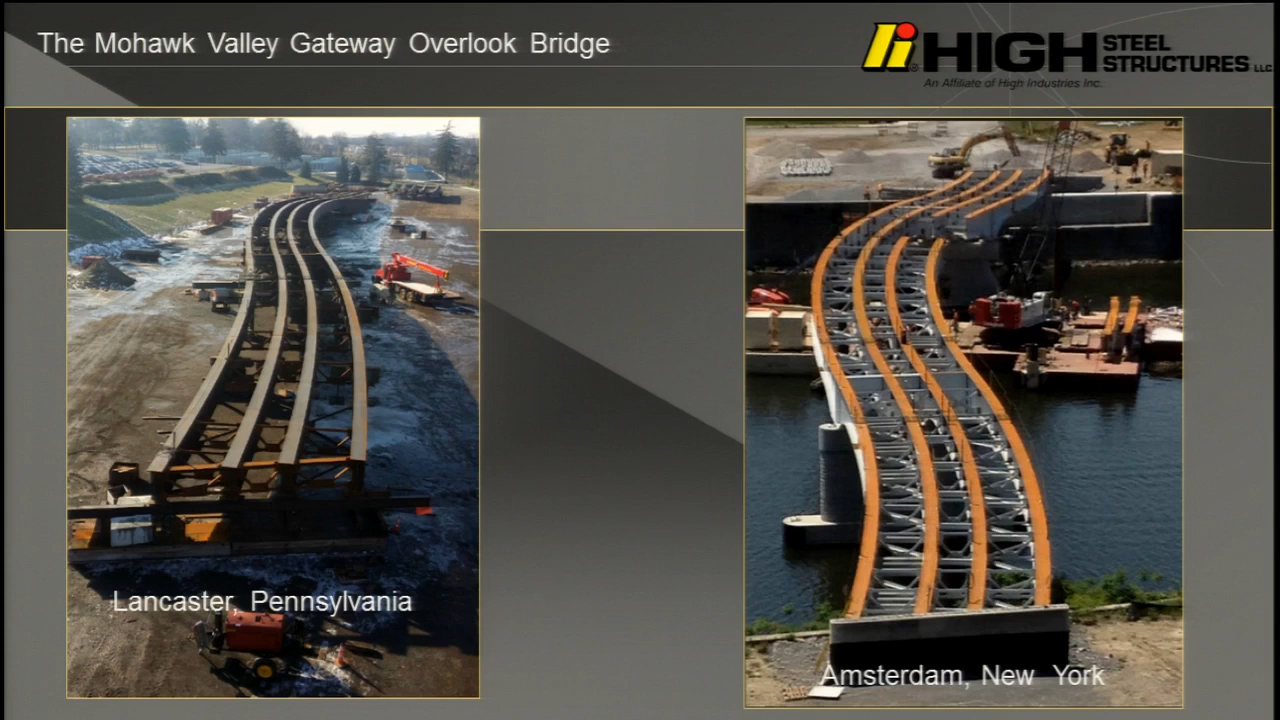 The Mohawk Valley Gateway Overlook Bridge
HIGH STEEL STRUCTURES LLC
An Affiliate of High Industries Inc.
Lancaster, Pennsylvania
Amsterdam, New York